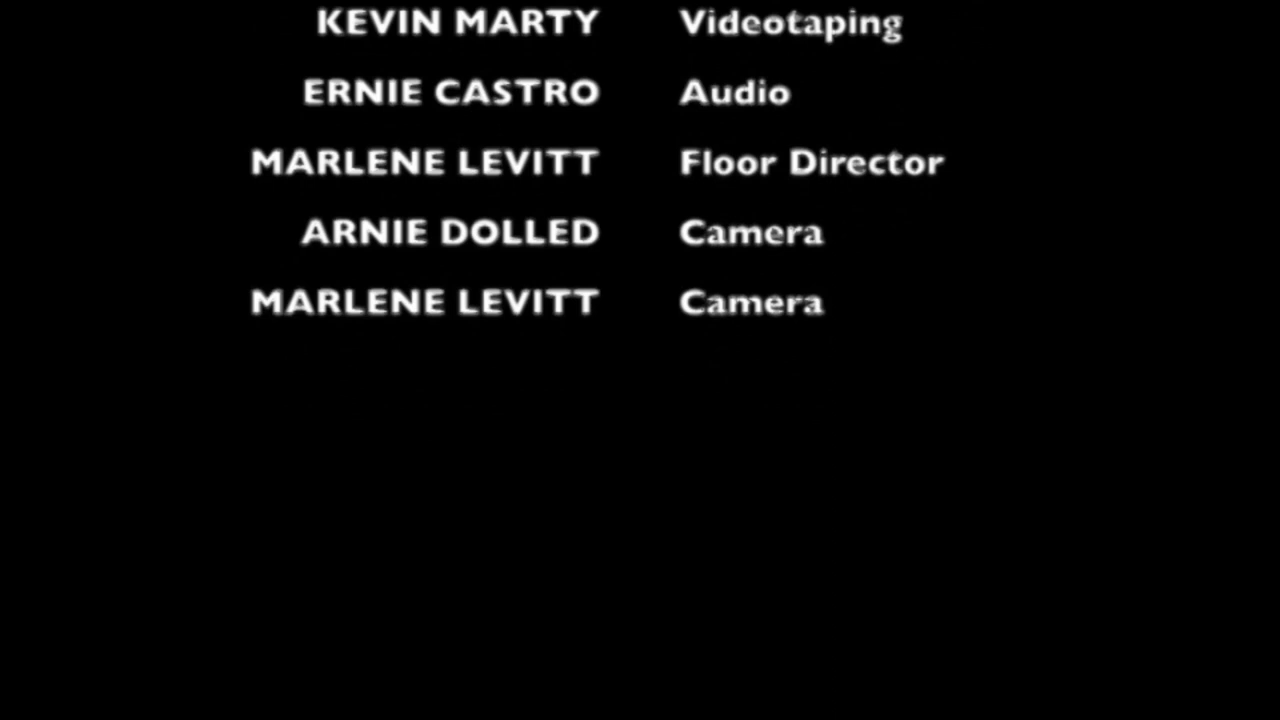 KEVIN MARTY Videotaping
ERNIE CASTRO Audio
MARLENE LEVITT Floor Director
ARNIE DOLLED Camera
MARLENE LEVITT Camera